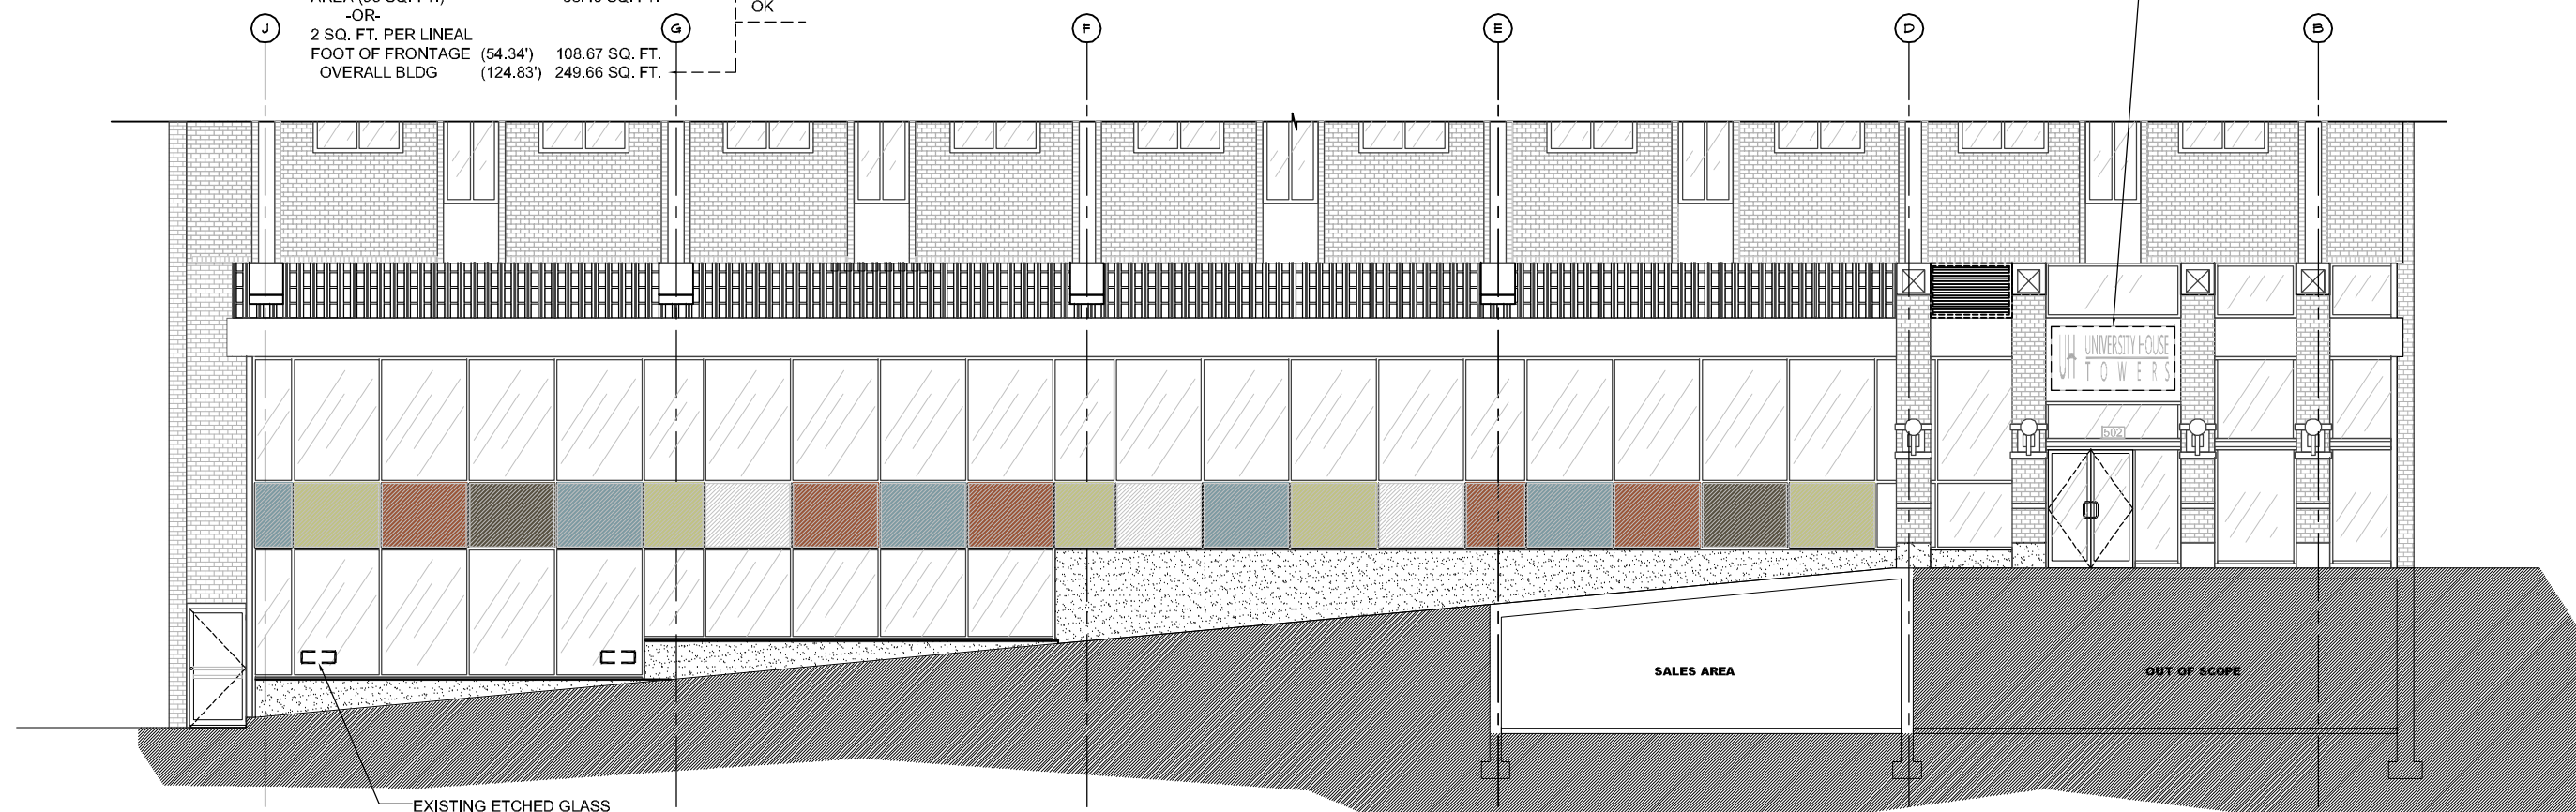 OK
-OR-
2 SQ. FT. PER LINEAL
FOOT OF FRONTAGE (54.34') 108.67 SQ. FT.
OVERALL BLDG (124.83') 249.66 SQ. FT.
J
G
F
E
D
B
UH UNIVERSITY HOUSE
TOWERS
502
SALES AREA
OUT OF SCOPE
EXISTING ETCHED GLASS